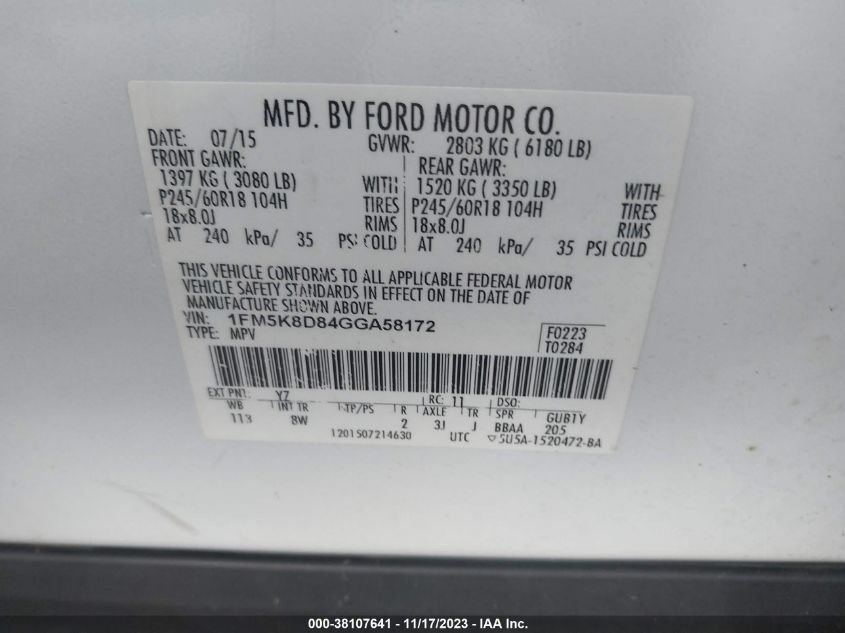 MFD. BY FORD MOTOR CO.
DATE: 07/15 GVWR: 2803 KG ( 6180 LB)
FRONT GAWR: REAR GAWR:
1397 KG ( 3080 LB) WITH 1520 KG ( 3350 LB) WITH
P245/60R18 104H TIRES P245/60R18 104H TIRES
18x8.0J RIMS 18x8.0J RIMS
AT 240 kPa/ 35 PSI COLD AT 240 kPa/ 35 PSI COLD
THIS VEHICLE CONFORMS TO ALL APPLICABLE FEDERAL MOTOR
VEHICLE SAFETY STANDARDS IN EFFECT ON THE DATE OF
MANUFACTURE SHOWN ABOVE.
VIN: 1FM5K8D84GGA58172
TYPE: MPV
F0223
T0284
EXT PNT: YZ RC: 11 DSO:
WB INT TR TP/PS R AXLE TR SPR GUB1Y
113 8W 2 3J J BBAA 205
1201507214630 UTC 5U5A-1520472-BA
000-38107641 - 11/17/2023 - IAA Inc.